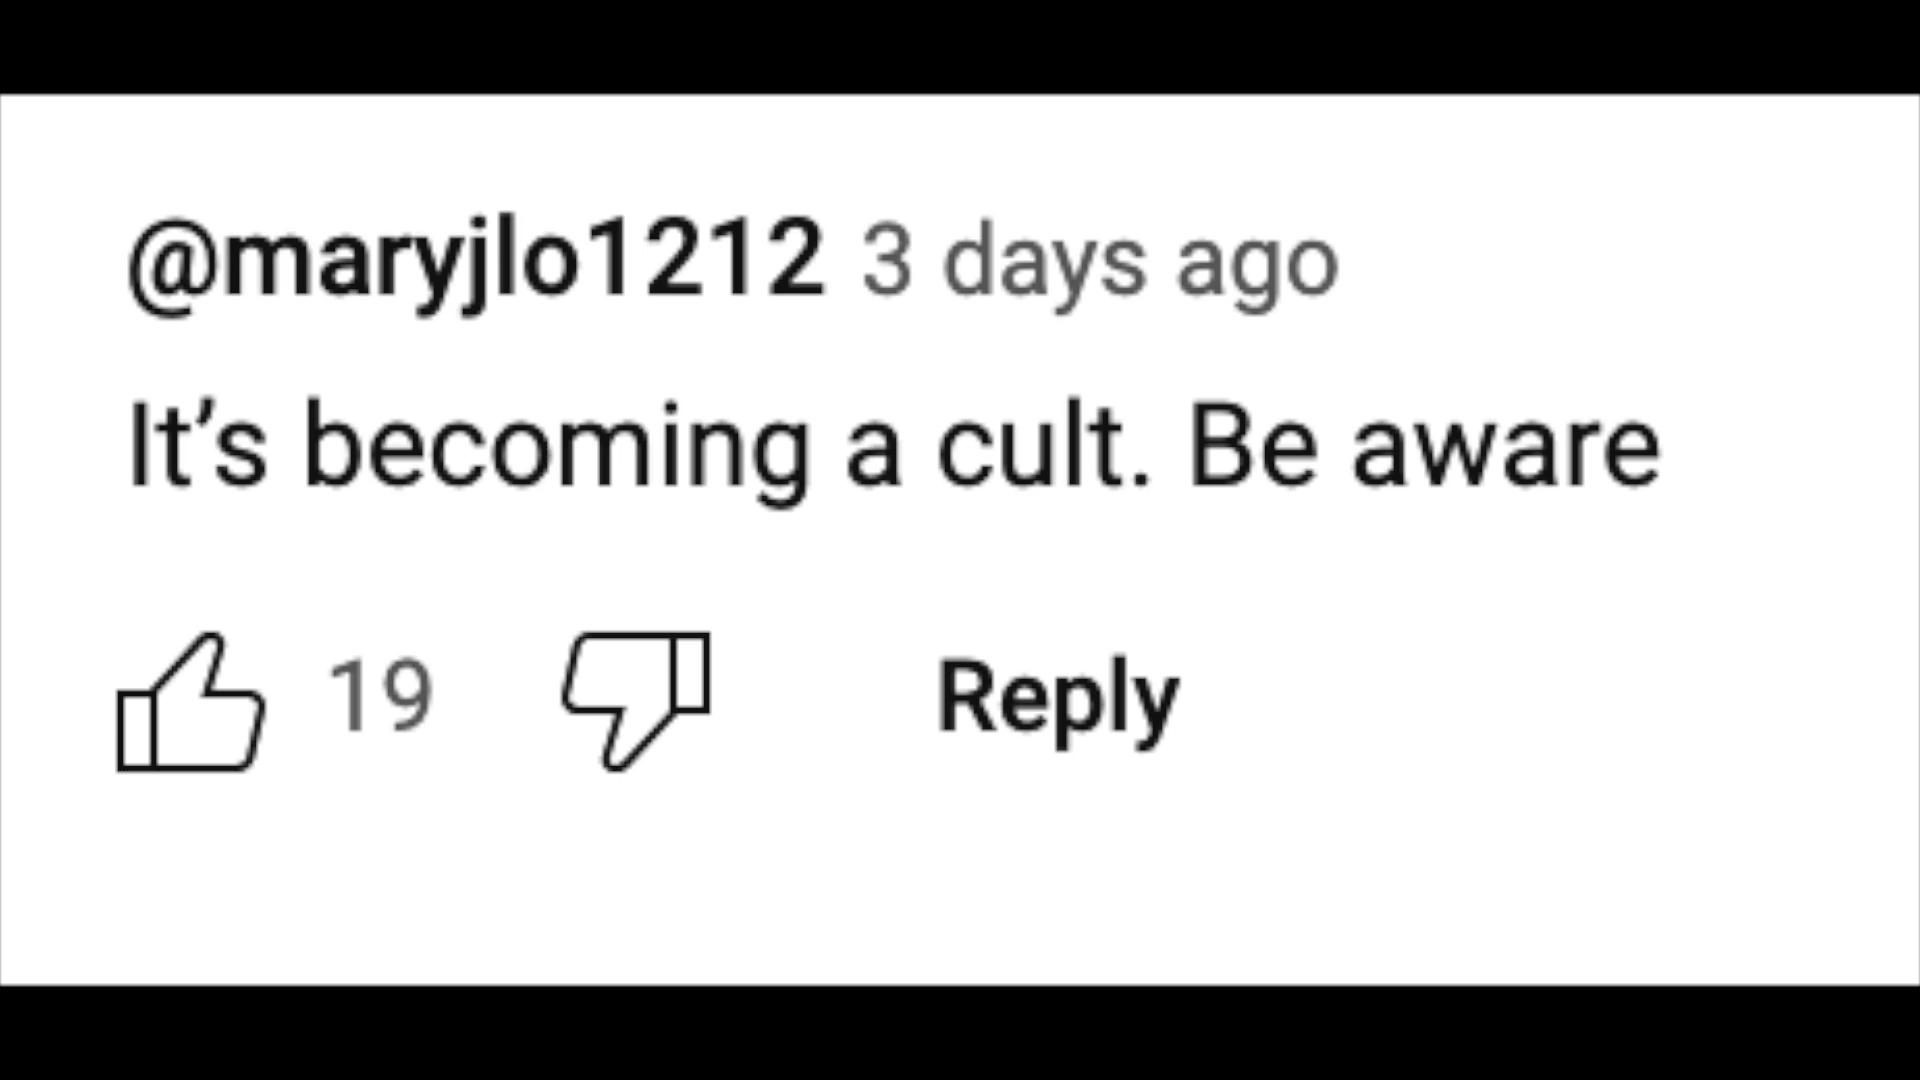 @maryjlo1212 3 days ago
It’s becoming a cult. Be aware
19 Reply